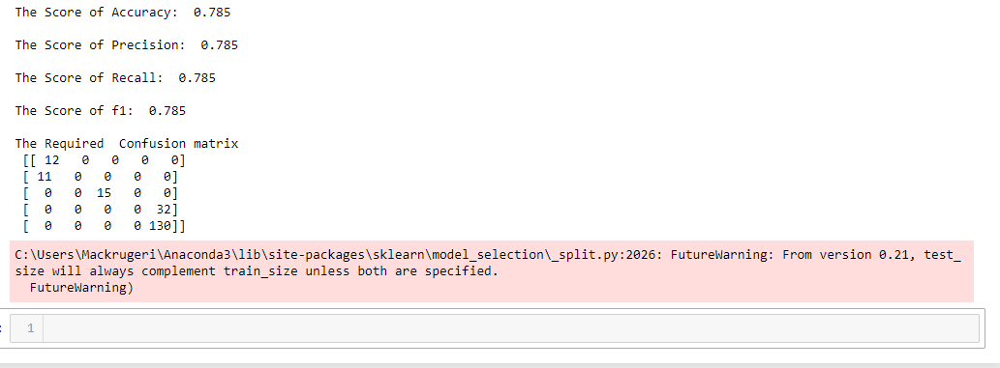 The Score of Accuracy:  0.785
The Score of Precision:  0.785
The Score of Recall:  0.785
The Score of f1:  0.785
The Required  Confusion matrix
[[ 12   0   0   0   0]
[ 11   0   0   0   0]
[  0   0  15   0   0]
[  0   0   0   0  32]
[  0   0   0   0 130]]
C:\Users\Mackrugeri\Anaconda3\lib\site-packages\sklearn\model_selection\_split.py:2026: FutureWarning: From version 0.21, test_
size will always complement train_size unless both are specified.
FutureWarning)
: 1